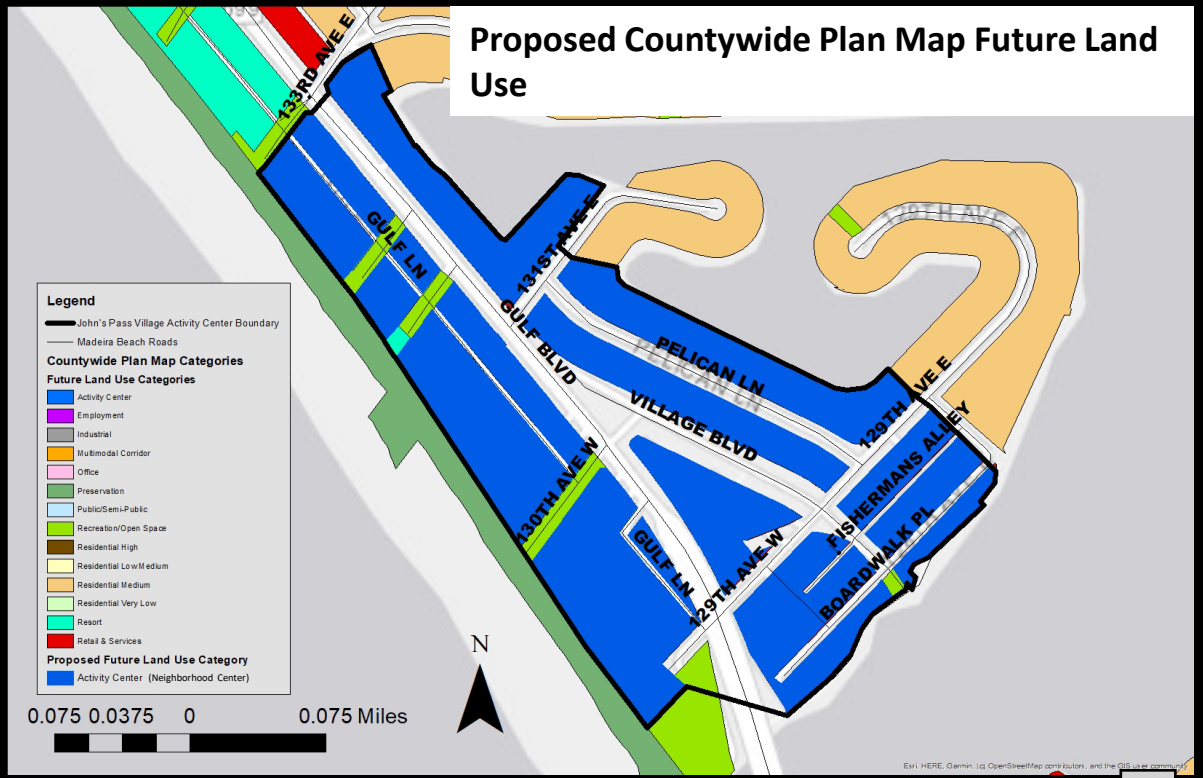 Proposed Countywide Plan Map Future Land
Use
133RD AVE E
GULF LN
131ST AVE E
GULF BLVD
PELICAN LN
PELICAN LN
VILLAGE BLVD
129TH AVE E
129TH AVE E
FISHERMANS ALLEY
BOARDWALK PL
130TH AVE W
GULF LN
129TH AVE W
Legend
John's Pass Village Activity Center Boundary
Madeira Beach Roads
Countywide Plan Map Categories
Future Land Use Categories
Activity Center
Employment
Industrial
Multimodal Corridor
Office
Preservation
Public/Semi-Public
Recreation/Open Space
Residential High
Residential Low Medium
Residential Medium
Residential Very Low
Resort
Retail & Services
Proposed Future Land Use Category
Activity Center (Neighborhood Center)
N
0.075 0.0375 0 0.075 Miles
Esri, HERE, Garmin, (c) OpenStreetMap contributors, and the GIS user community